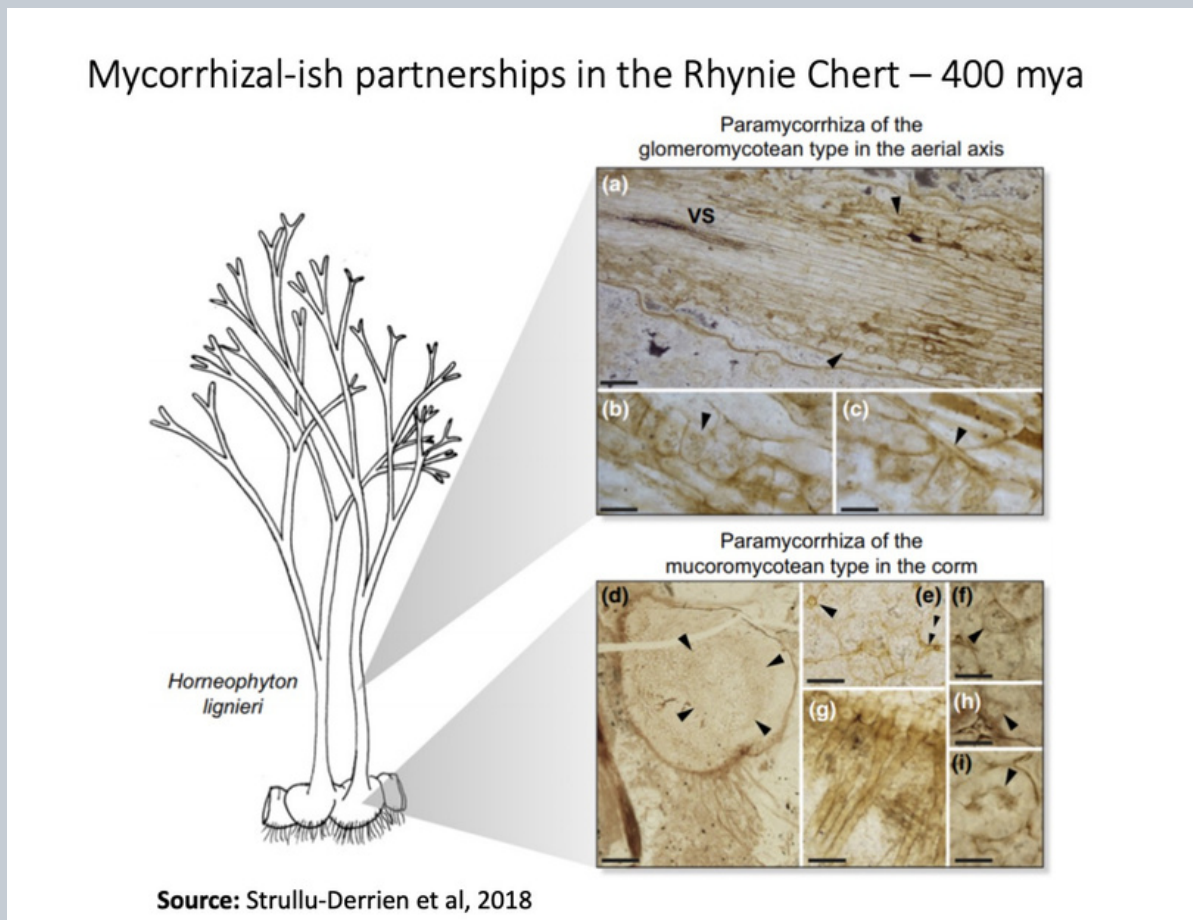 Mycorrhizal-ish partnerships in the Rhynie Chert – 400 mya
Paramycorrhiza of the
glomeromycotean type in the aerial axis
(a)
VS
(b)
(c)
Paramycorrhiza of the
mucoromycotean type in the corm
(d)
(e)
(f)
(g)
(h)
(i)
Horneophyton
lignieri
Source: Strullu-Derrien et al, 2018